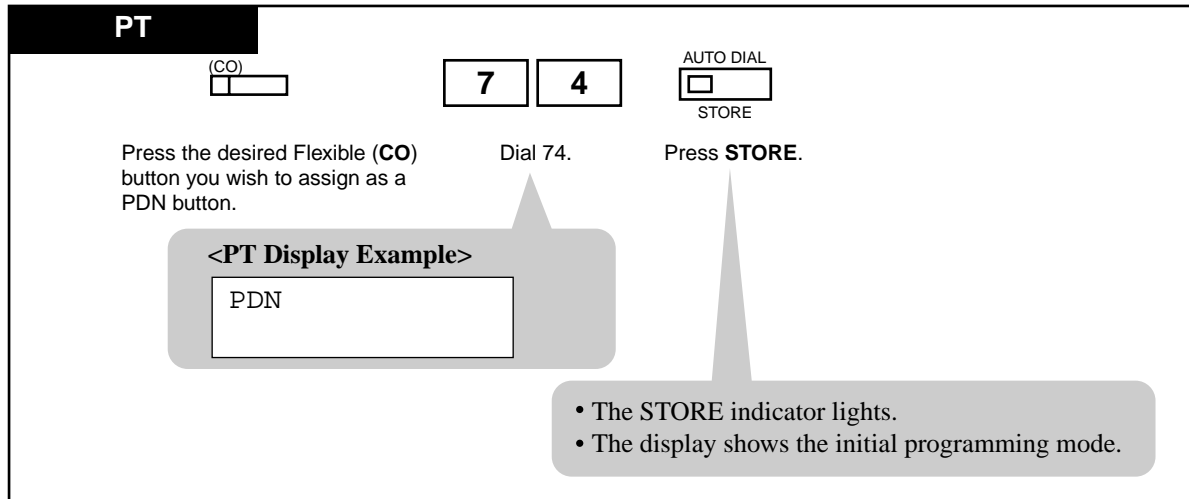 PT
(CO)
7 4
AUTO DIAL
STORE
Press the desired Flexible (CO)
button you wish to assign as a
PDN button.
Dial 74.
Press STORE.
<PT Display Example>
PDN
• The STORE indicator lights.
• The display shows the initial programming mode.